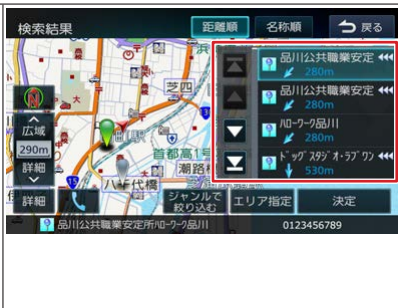 検索結果
距離順
名称順
戻る
芝四
広域
290m
詳細
首都高1号
潮路橋
八千代橋
品川公共職業安定
280m
品川公共職業安定
280m
ﾊﾛｰﾜｰｸ品川
280m
ﾄﾞｯｸﾞｽﾀｼﾞｵ・ﾗﾌﾞﾜﾝ
530m
詳細
ジャンルで
絞り込む
エリア指定
決定
品川公共職業安定所ﾊﾛｰﾜｰｸ品川
0123456789